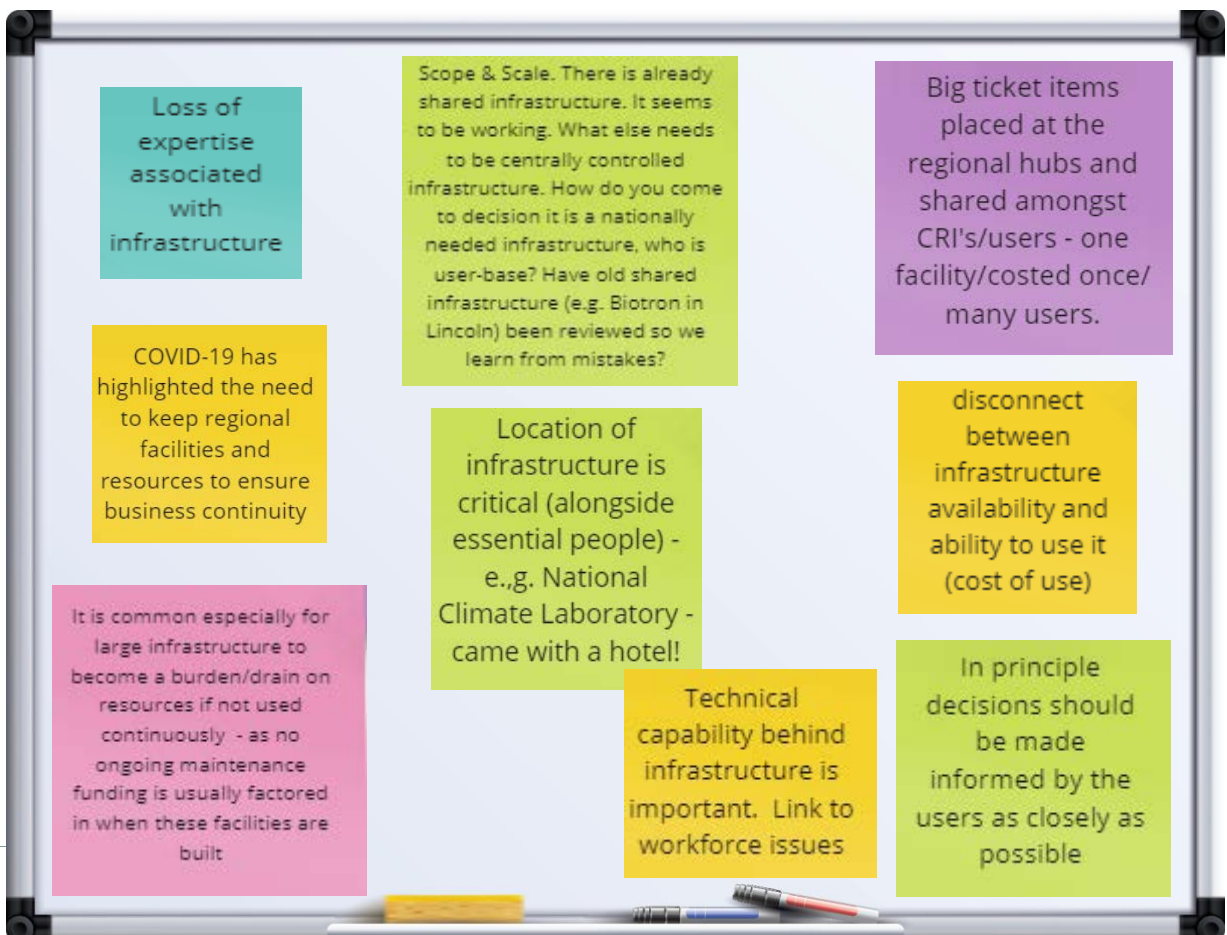 Loss of
expertise
associated
with
infrastructure
Scope & Scale. There is already
shared infrastructure. It seems
to be working. What else needs
to be centrally controlled
infrastructure. How do you come
to decision it is a nationally
needed infrastructure, who is
user-base? Have old shared
infrastructure (e.g. Biotron in
Lincoln) been reviewed so we
learn from mistakes?
Big ticket items
placed at the
regional hubs and
shared amongst
CRI's/users - one
facility/costed once/
many users.
COVID-19 has
highlighted the need
to keep regional
facilities and
resources to ensure
business continuity
Location of
infrastructure is
critical (alongside
essential people) -
e.,g. National
Climate Laboratory -
came with a hotel!
disconnect
between
infrastructure
availability and
ability to use it
(cost of use)
It is common especially for
large infrastructure to
become a burden/drain on
resources if not used
continuously - as no
ongoing maintenance
funding is usually factored
in when these facilities are
built
Technical
capability behind
infrastructure is
important. Link to
workforce issues
In principle
decisions should
be made
informed by the
users as closely as
possible